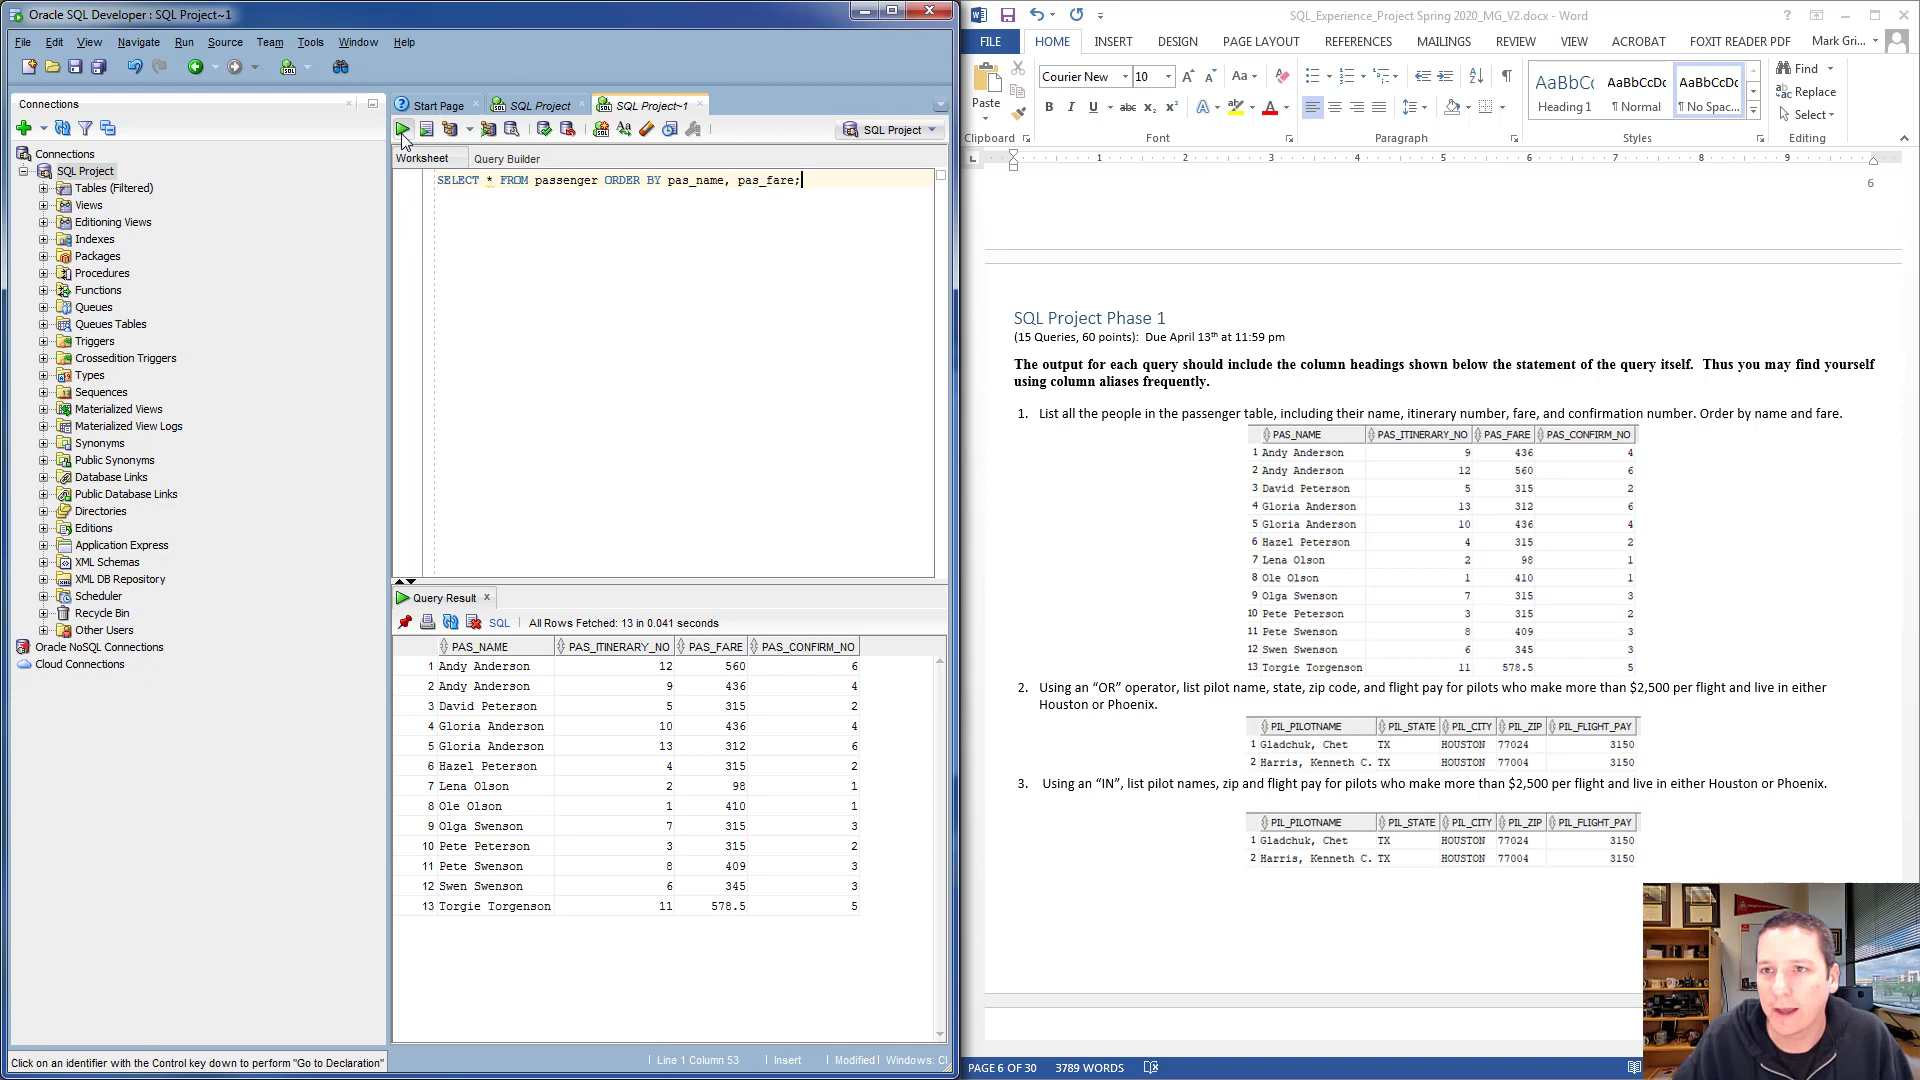 Oracle SQL Developer : SQL Project~1
File Edit View Navigate Run Source Team Tools Window Help
Connections
Connections
SQL Project
Tables (Filtered)
Views
Editioning Views
Indexes
Packages
Procedures
Functions
Queues
Queues Tables
Triggers
Crossedition Triggers
Types
Sequences
Materialized Views
Materialized View Logs
Synonyms
Public Synonyms
Database Links
Public Database Links
Directories
Editions
Application Express
XML Schemas
XML DB Repository
Scheduler
Recycle Bin
Other Users
Oracle NoSQL Connections
Cloud Connections
Click on an identifier with the Control key down to perform "Go to Declaration"
Start Page SQL Project SQL Project~1
SQL Project
Worksheet Query Builder
SELECT * FROM passenger ORDER BY pas_name, pas_fare;
Query Result
SQL | All Rows Fetched: 13 in 0.041 seconds
PAS_NAME PAS_ITINERARY_NO PAS_FARE PAS_CONFIRM_NO
1 Andy Anderson 12 560 6
2 Andy Anderson 9 436 4
3 David Peterson 5 315 2
4 Gloria Anderson 10 436 4
5 Gloria Anderson 13 312 6
6 Hazel Peterson 4 315 2
7 Lena Olson 2 98 1
8 Ole Olson 1 410 1
9 Olga Swenson 7 315 3
10 Pete Peterson 3 315 2
11 Pete Swenson 8 409 3
12 Swen Swenson 6 345 3
13 Torgie Torgenson 11 578.5 5
Line 1 Column 53 | Insert | Modified | Windows: Cl
SQL_Experience_Project Spring 2020_MG_V2.docx - Word
FILE HOME INSERT DESIGN PAGE LAYOUT REFERENCES MAILINGS REVIEW VIEW ACROBAT FOXIT READER PDF Mark Gri...
Paste
Courier New 10
AaBbCc AaBbCcDc AaBbCcDc
Heading 1 ¶ Normal ¶ No Spac...
Find
Replace
Select
Clipboard Font Paragraph Styles Editing
1 2 3 4 5 6 7
6
SQL Project Phase 1
(15 Queries, 60 points): Due April 13th at 11:59 pm
The output for each query should include the column headings shown below the statement of the query itself. Thus you may find yourself
using column aliases frequently.
1. List all the people in the passenger table, including their name, itinerary number, fare, and confirmation number. Order by name and fare.
PAS_NAME PAS_ITINERARY_NO PAS_FARE PAS_CONFIRM_NO
1 Andy Anderson 9 436 4
2 Andy Anderson 12 560 6
3 David Peterson 5 315 2
4 Gloria Anderson 13 312 6
5 Gloria Anderson 10 436 4
6 Hazel Peterson 4 315 2
7 Lena Olson 2 98 1
8 Ole Olson 1 410 1
9 Olga Swenson 7 315 3
10 Pete Peterson 3 315 2
11 Pete Swenson 8 409 3
12 Swen Swenson 6 345 3
13 Torgie Torgenson 11 578.5 5
2. Using an “OR” operator, list pilot name, state, zip code, and flight pay for pilots who make more than $2,500 per flight and live in either
Houston or Phoenix.
PIL_PILOTNAME PIL_STATE PIL_CITY PIL_ZIP PIL_FLIGHT_PAY
1 Gladchuk, Chet TX HOUSTON 77024 3150
2 Harris, Kenneth C. TX HOUSTON 77004 3150
3. Using an “IN”, list pilot names, zip and flight pay for pilots who make more than $2,500 per flight and live in either Houston or Phoenix.
PIL_PILOTNAME PIL_STATE PIL_CITY PIL_ZIP PIL_FLIGHT_PAY
1 Gladchuk, Chet TX HOUSTON 77024 3150
2 Harris, Kenneth C. TX HOUSTON 77004 3150
PAGE 6 OF 30 3789 WORDS